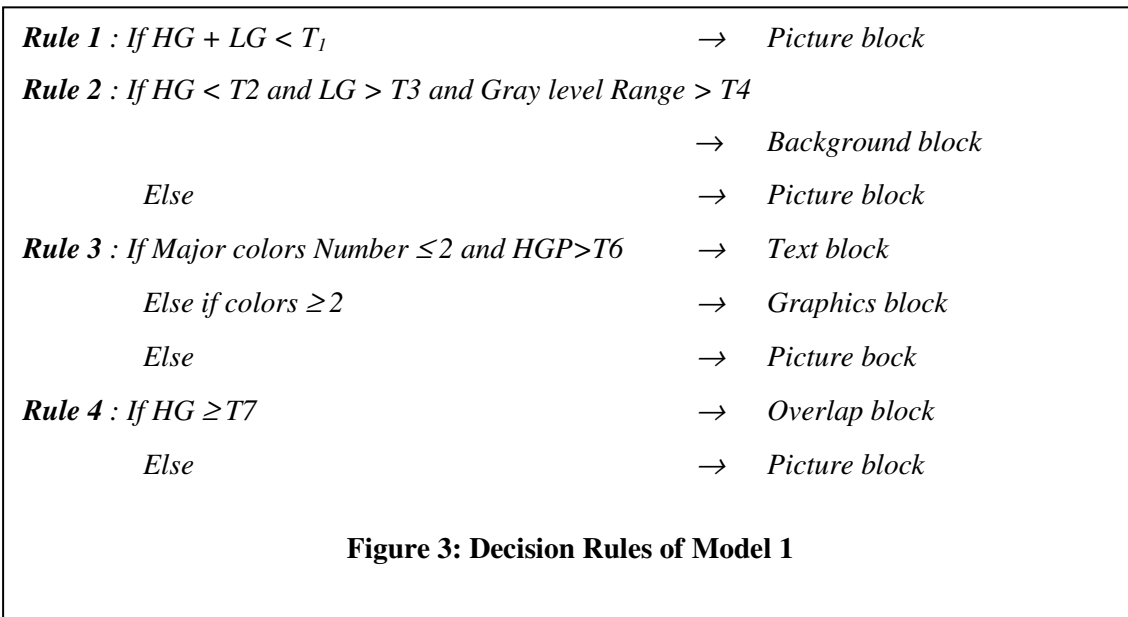 Rule 1 : If HG + LG < T1 → Picture block
Rule 2 : If HG < T2 and LG > T3 and Gray level Range > T4
→ Background block
Else → Picture block
Rule 3 : If Major colors Number ≤ 2 and HGP>T6 → Text block
Else if colors ≥ 2 → Graphics block
Else → Picture bock
Rule 4 : If HG ≥ T7 → Overlap block
Else → Picture block
Figure 3: Decision Rules of Model 1